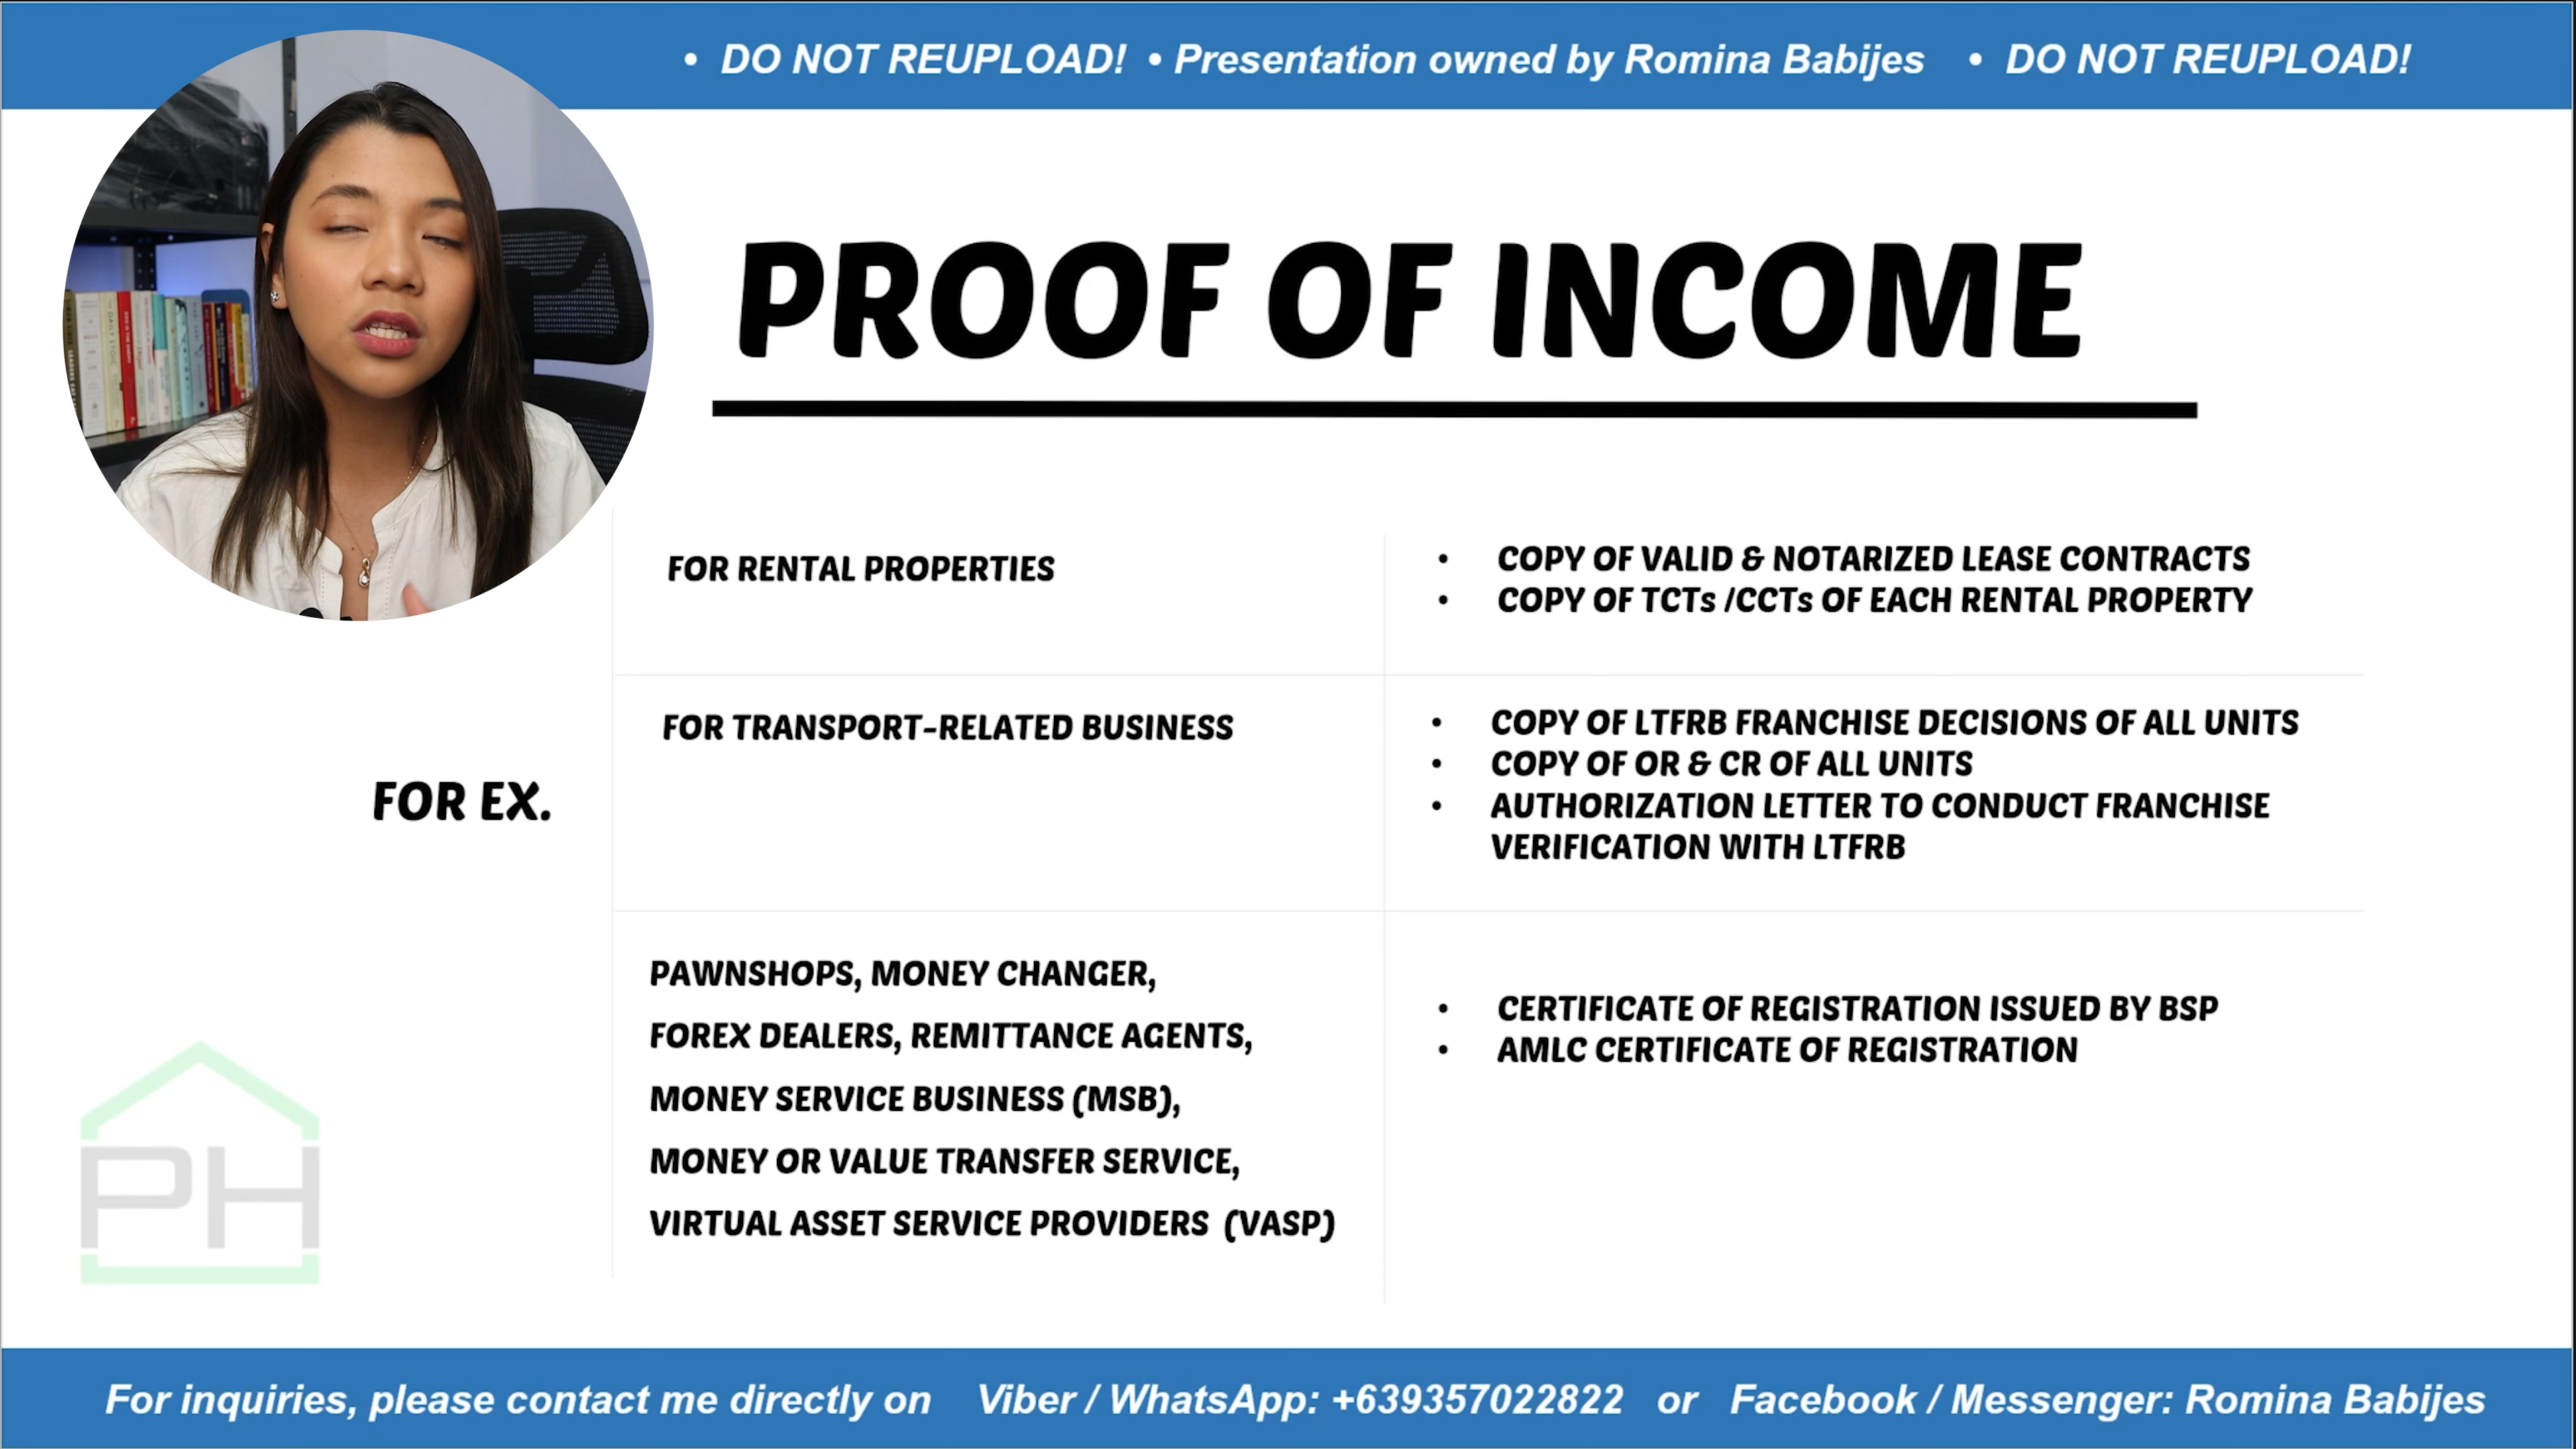 • DO NOT REUPLOAD! • Presentation owned by Romina Babijes • DO NOT REUPLOAD!
PROOF OF INCOME
FOR EX.
FOR RENTAL PROPERTIES
• COPY OF VALID & NOTARIZED LEASE CONTRACTS
• COPY OF TCTs /CCTs OF EACH RENTAL PROPERTY
FOR TRANSPORT-RELATED BUSINESS
• COPY OF LTFRB FRANCHISE DECISIONS OF ALL UNITS
• COPY OF OR & CR OF ALL UNITS
• AUTHORIZATION LETTER TO CONDUCT FRANCHISE
VERIFICATION WITH LTFRB
PAWNSHOPS, MONEY CHANGER,
FOREX DEALERS, REMITTANCE AGENTS,
MONEY SERVICE BUSINESS (MSB),
MONEY OR VALUE TRANSFER SERVICE,
VIRTUAL ASSET SERVICE PROVIDERS (VASP)
• CERTIFICATE OF REGISTRATION ISSUED BY BSP
• AMLC CERTIFICATE OF REGISTRATION
PH
For inquiries, please contact me directly on Viber / WhatsApp: +639357022822 or Facebook / Messenger: Romina Babijes